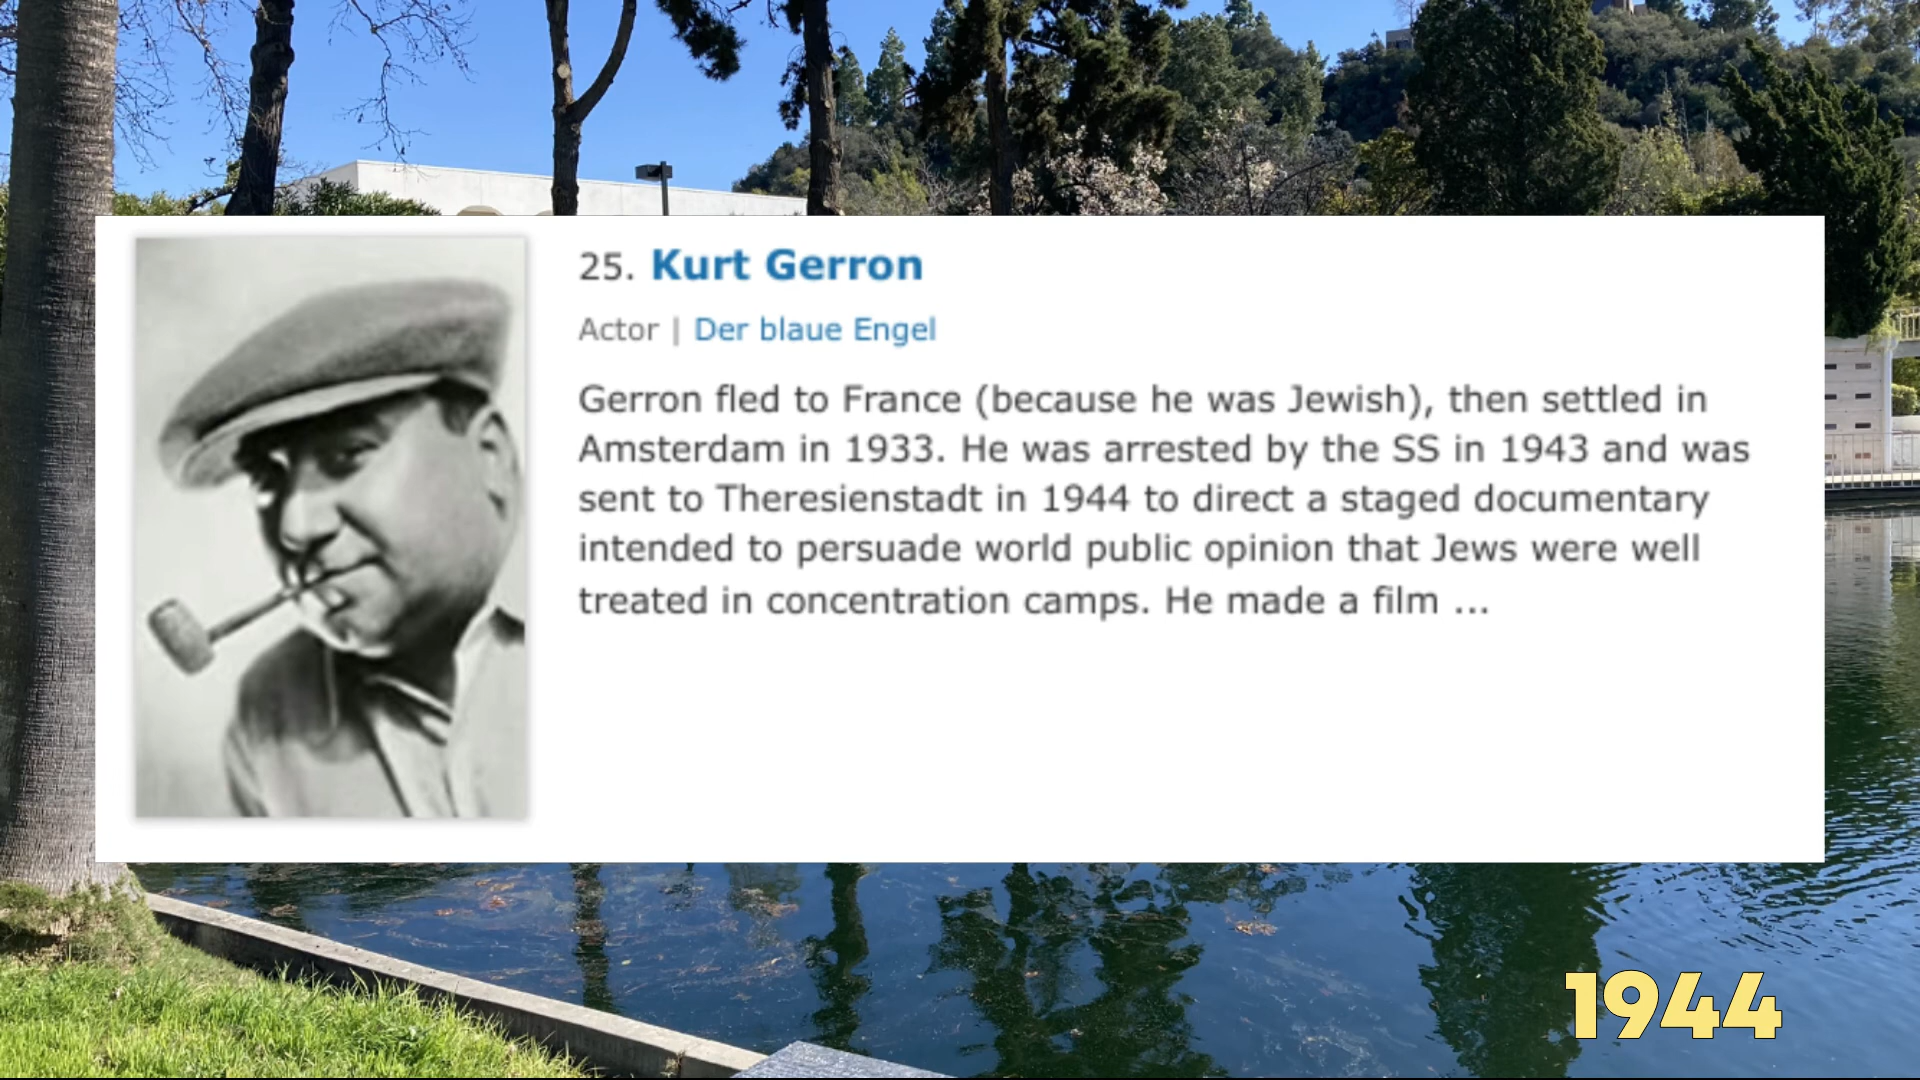 25. Kurt Gerron
Actor | Der blaue Engel
Gerron fled to France (because he was Jewish), then settled in
Amsterdam in 1933. He was arrested by the SS in 1943 and was
sent to Theresienstadt in 1944 to direct a staged documentary
intended to persuade world public opinion that Jews were well
treated in concentration camps. He made a film ...
1944